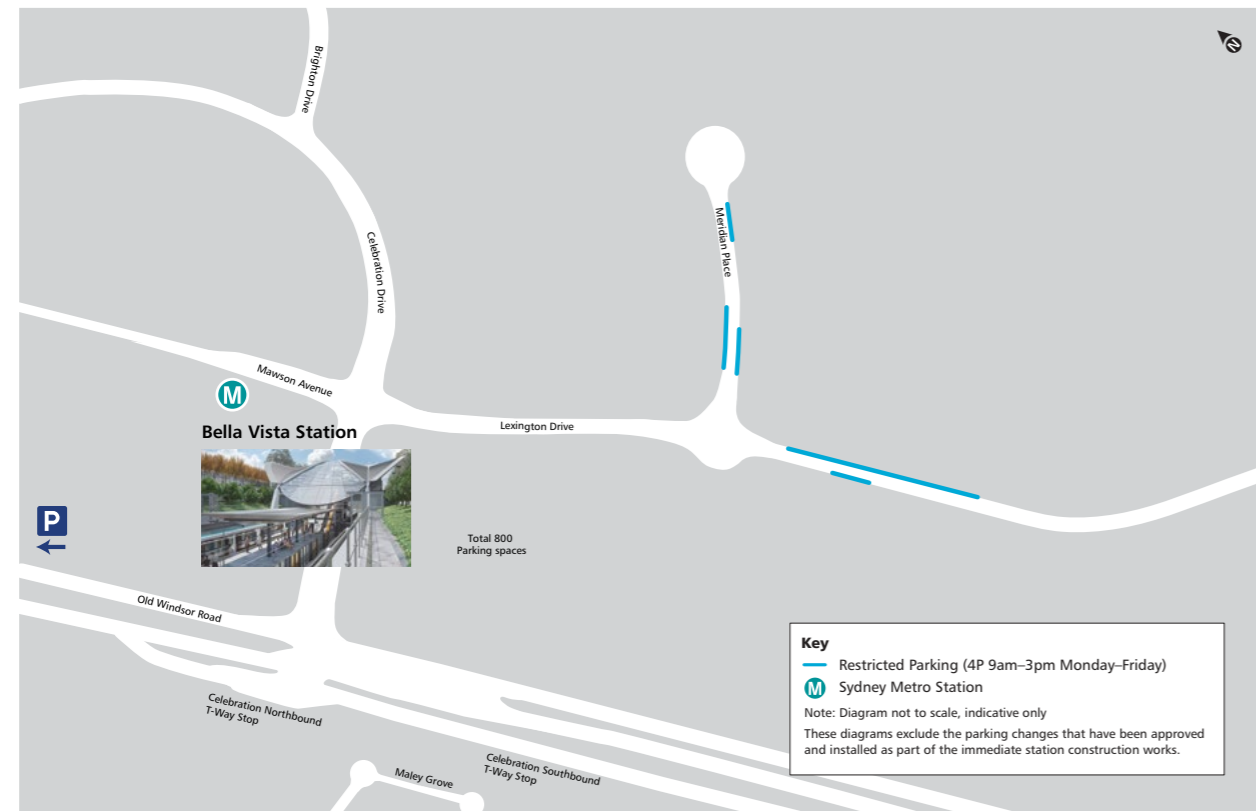 N
Brighton Drive
Meridian Place
Celebration Drive
Mawson Avenue
M
Lexington Drive
Bella Vista Station
P
Total 800
Parking spaces
Old Windsor Road
Celebration Northbound
T-Way Stop
Celebration Southbound
T-Way Stop
Maley Grove
Key
Restricted Parking (4P 9am–3pm Monday–Friday)
M Sydney Metro Station
Note: Diagram not to scale, indicative only
These diagrams exclude the parking changes that have been approved
and installed as part of the immediate station construction works.